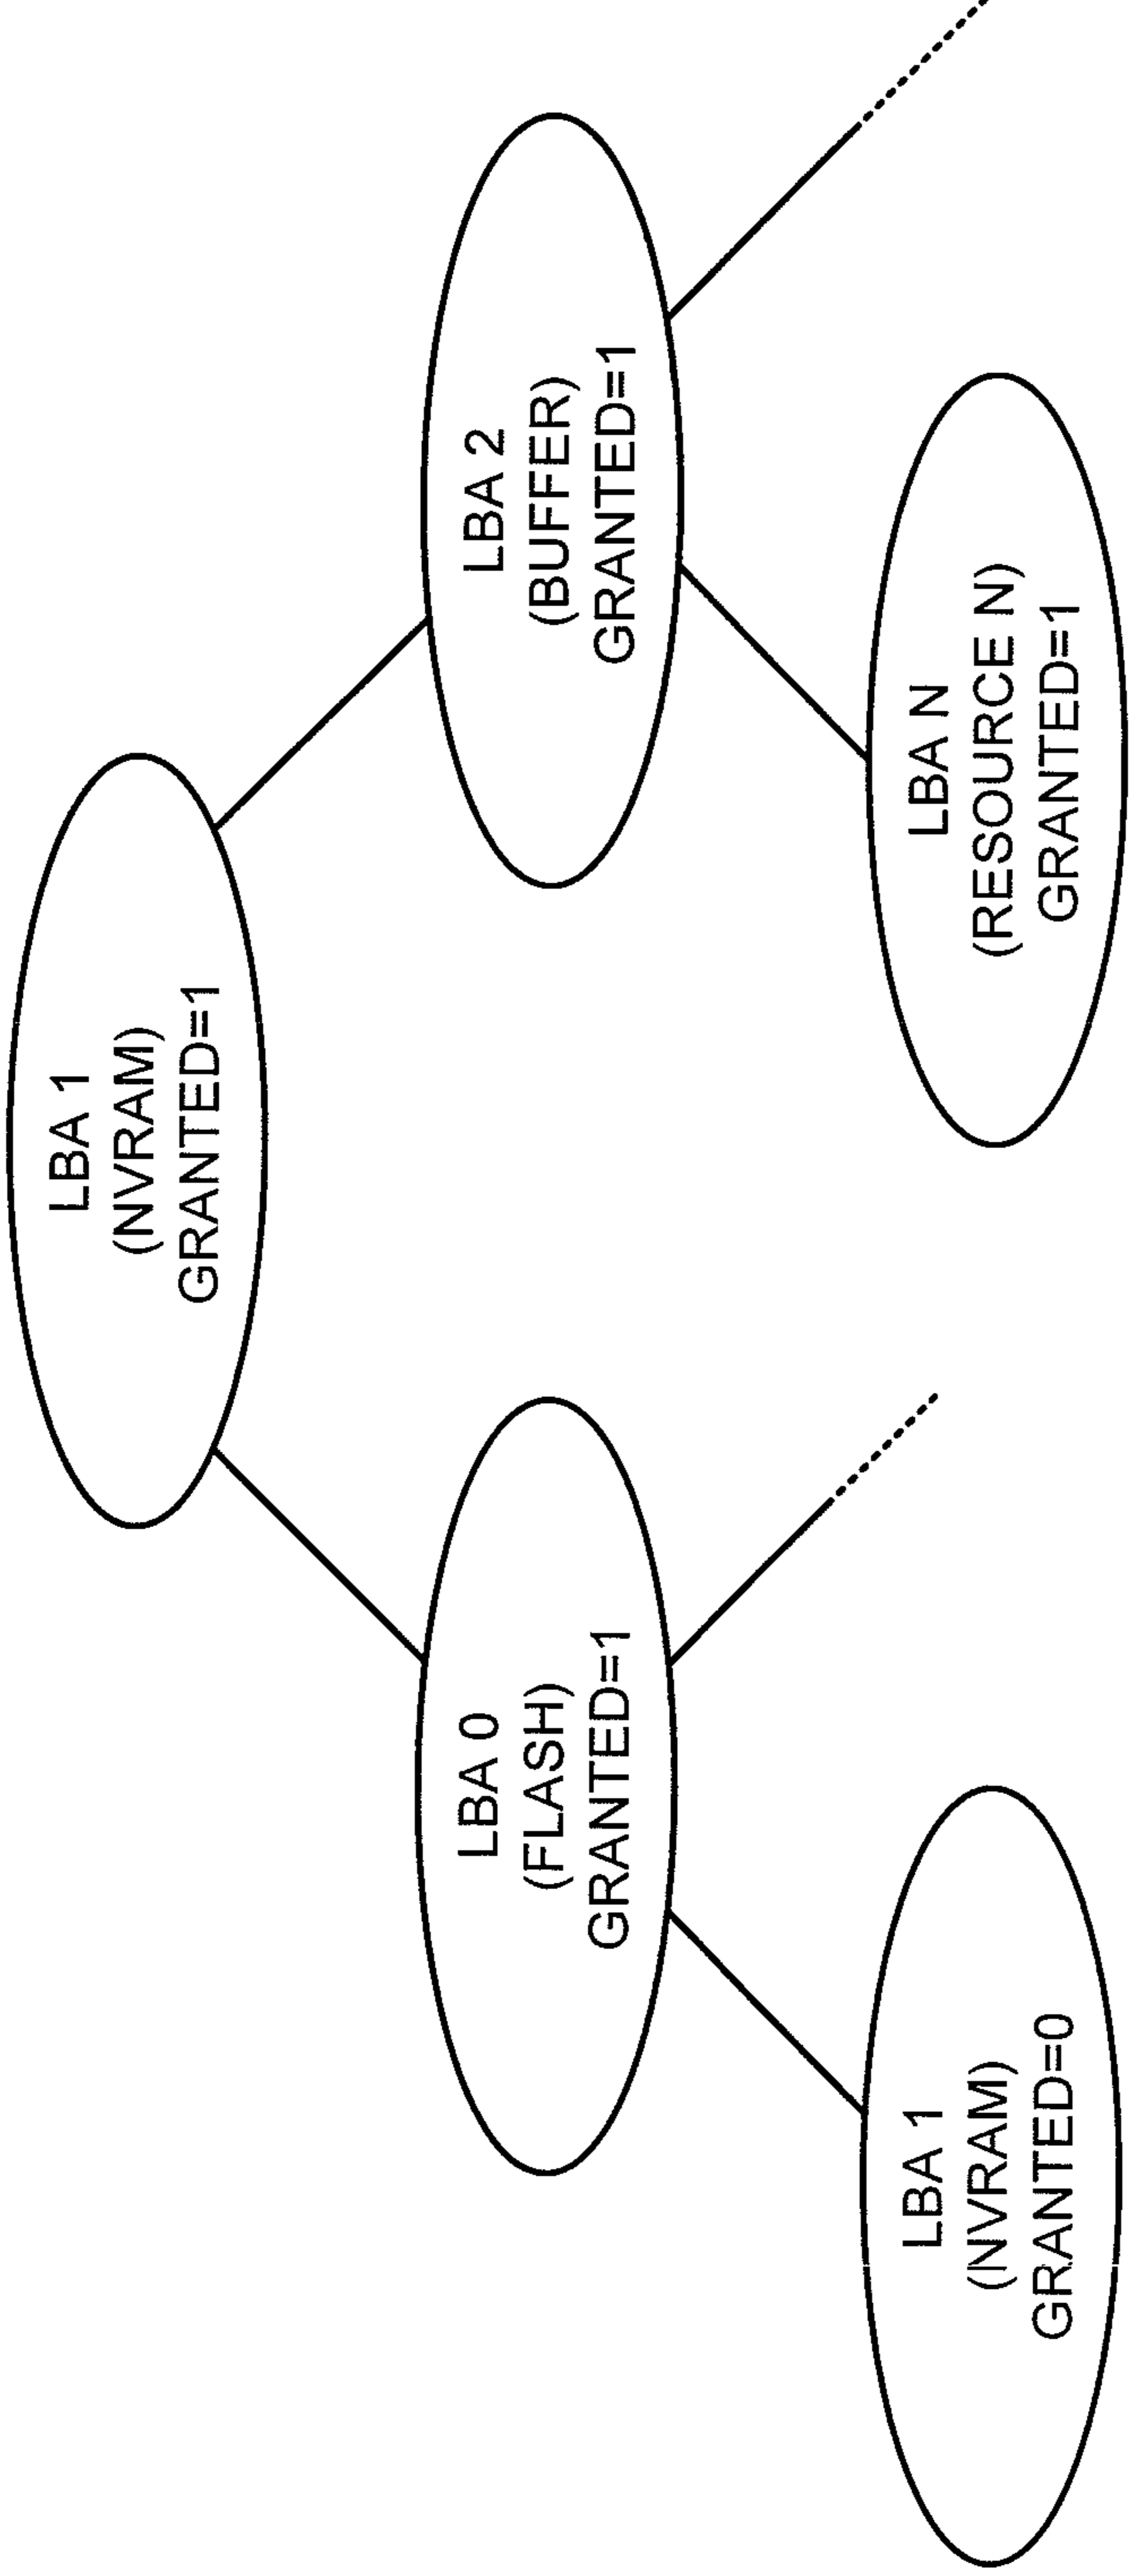 LBA 1
(NVRAM)
GRANTED=1
LBA 0
(FLASH)
GRANTED=1
LBA 2
(BUFFER)
GRANTED=1
LBA 1
(NVRAM)
GRANTED=0
LBA N
(RESOURCE N)
GRANTED=1